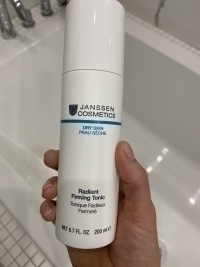 JANSSEN
COSMETICS
DRY SKIN
PEAU SÈCHE
Radiant
Firming Tonic
Tonique Radieux
Fermeté
NET 6.7 FL. OZ. 200 ml ℮